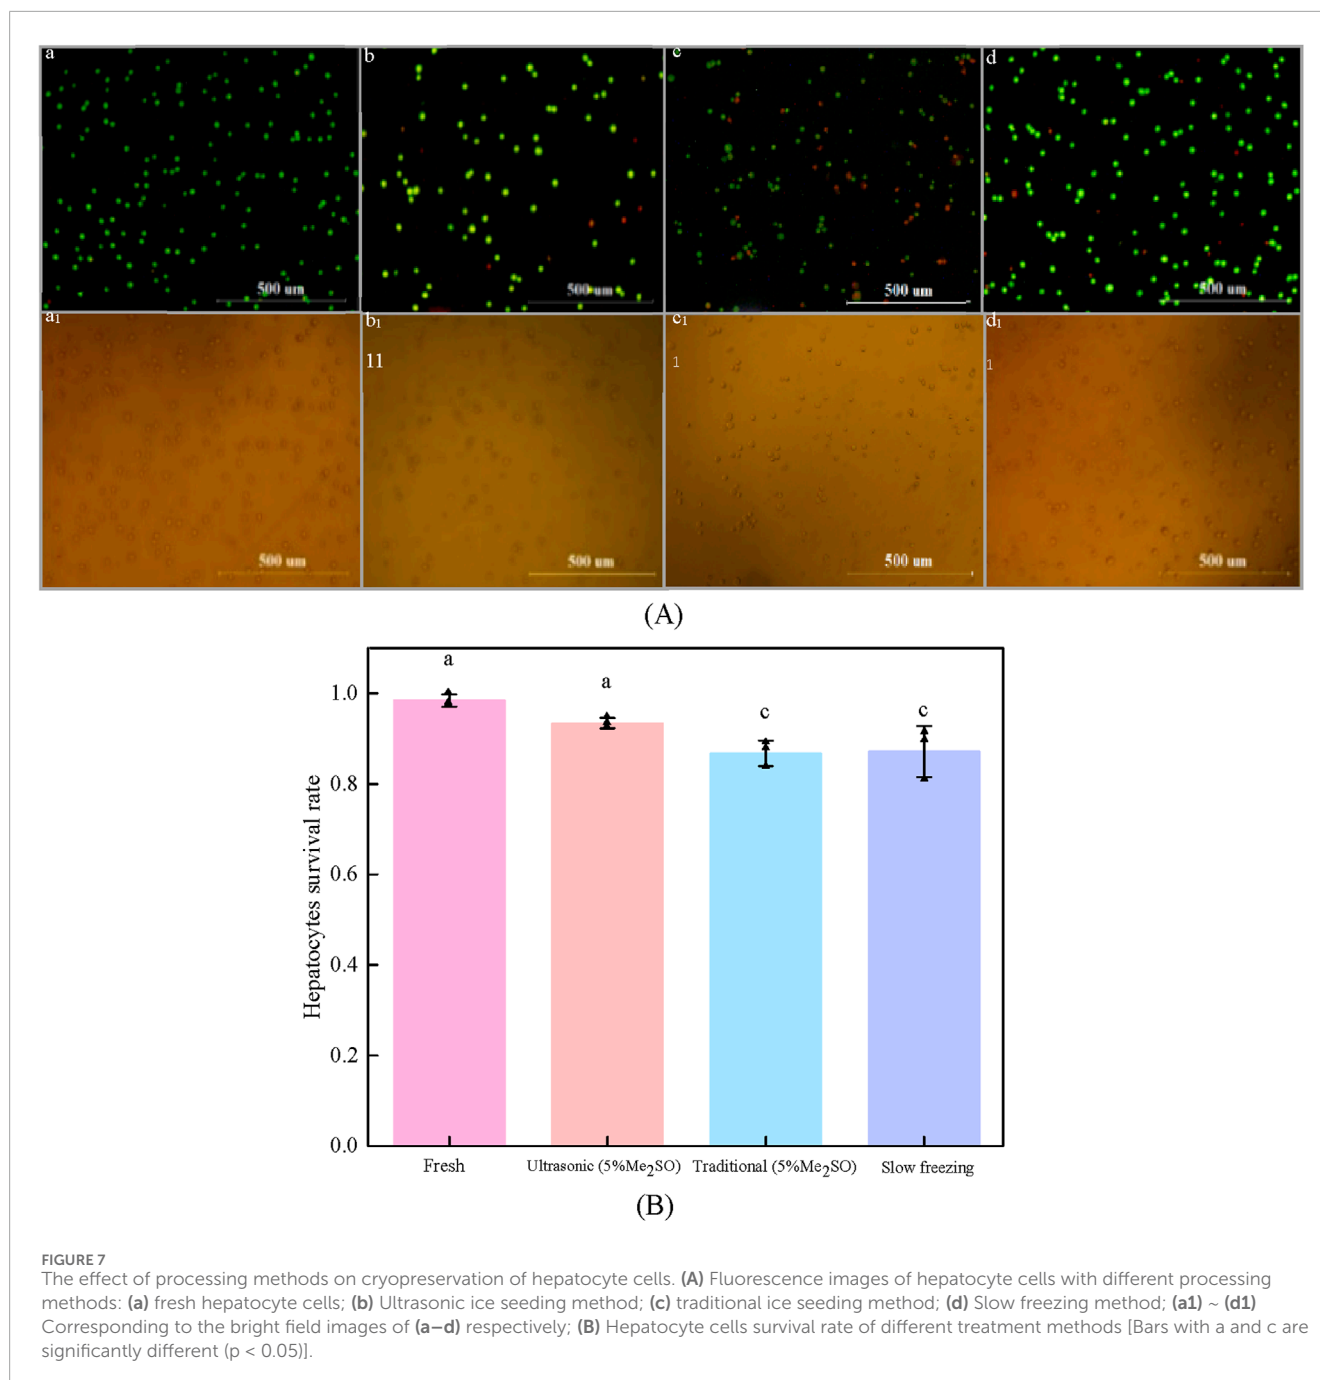 a
b
c
d
500 um
500 um
500 um
500 um
a1
b1
c1
d1
11
1
1
500 um
500 um
500 um
500 um
(A)
a
a
c
c
1.0
0.8
0.6
0.4
0.2
0.0
Hepatocytes survival rate
Fresh
Ultrasonic (5%Me2SO)
Traditional (5%Me2SO)
Slow freezing
(B)
FIGURE 7
The effect of processing methods on cryopreservation of hepatocyte cells. (A) Fluorescence images of hepatocyte cells with different processing
methods: (a) fresh hepatocyte cells; (b) Ultrasonic ice seeding method; (c) traditional ice seeding method; (d) Slow freezing method; (a1) ~ (d1)
Corresponding to the bright field images of (a–d) respectively; (B) Hepatocyte cells survival rate of different treatment methods [Bars with a and c are
significantly different (p < 0.05)].